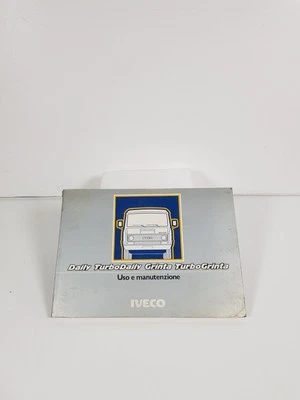 Daily TurboDaily Grinta TurboGrinta
Uso e manutenzione
IVECO